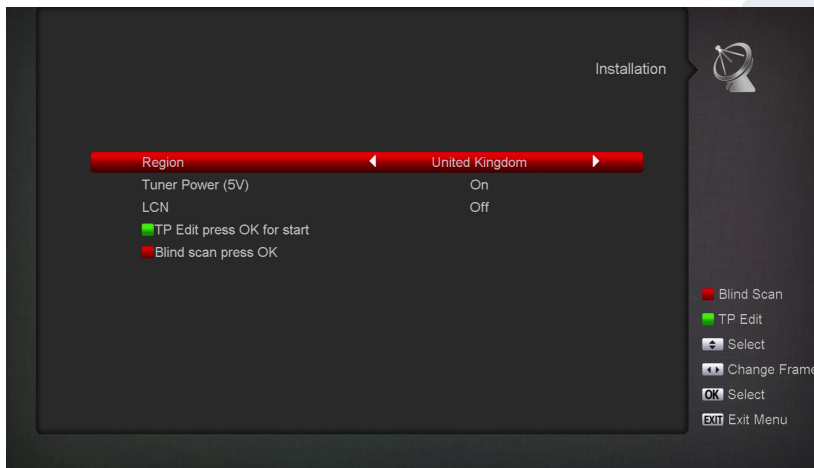 Installation
Region United Kingdom
Tuner Power (5V) On
LCN Off
TP Edit press OK for start
Blind scan press OK
Blind Scan
TP Edit
Select
Change Frame
OK Select
EXIT Exit Menu